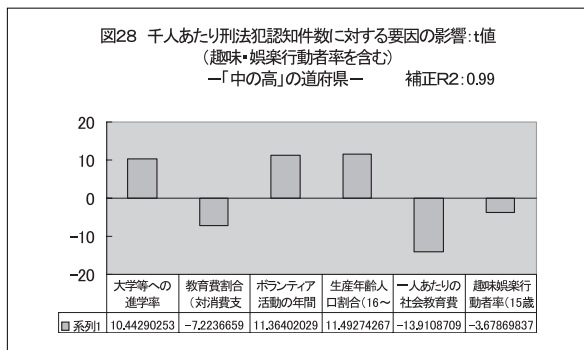 図28 千人あたり刑法犯認知件数に対する要因の影響:t値
(趣味・娯楽行動者率を含む)
―「中の高」の道府県― 補正R2:0.99
20
10
0
-10
-20
大学等への進学率
教育費割合(対消費支
ボランティア活動の年間
生産年齢人口割合(16～
一人あたりの社会教育費
趣味娯楽行動者率(15歳
系列1 10.44290253 -7.2236659 11.36402029 11.49274267 -13.9108709 -3.67869837